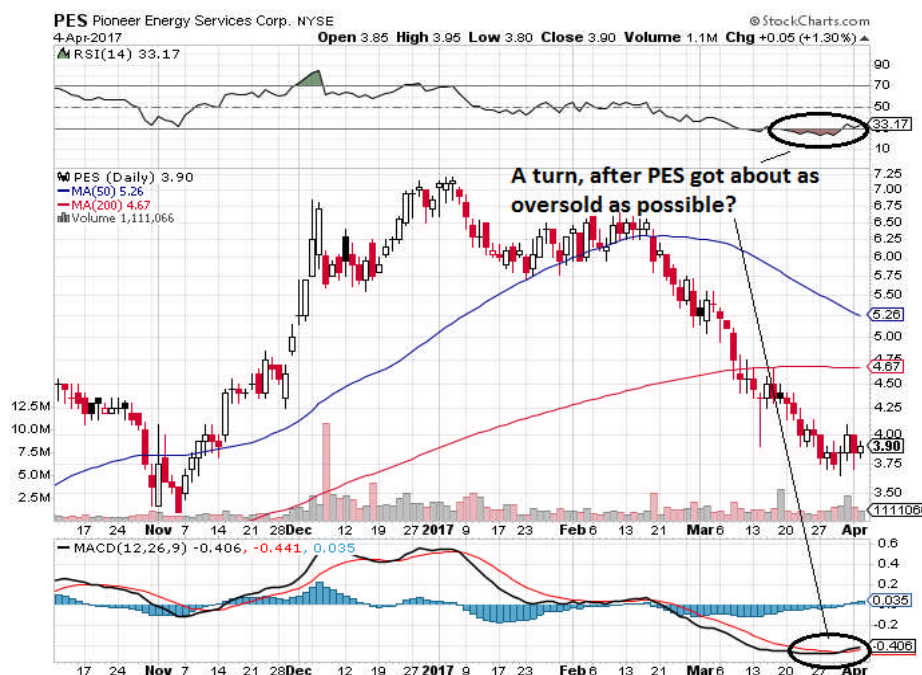 PES Pioneer Energy Services Corp. NYSE
© StockCharts.com
4-Apr-2017
Open 3.85 High 3.95 Low 3.80 Close 3.90 Volume 1.1M Chg +0.05 (+1.30%)
RSI(14) 33.17
90
70
50
33.17
10
PES (Daily) 3.90
MA(50) 5.26
MA(200) 4.67
Volume 1,111,066
A turn, after PES got about as
oversold as possible?
7.25
7.00
6.75
6.50
6.25
6.00
5.75
5.50
5.26
5.00
4.67
4.50
4.25
4.00
3.90
3.75
3.50
1111066
12.5M
10.0M
7.5M
5.0M
2.5M
17 24 Nov 7 14 21 28 Dec 12 19 2017 9 17 23 Feb 6 13 21 Mar 6 13 20 27 Apr
MACD(12,26,9) -0.406, -0.441, 0.035
0.6
0.4
0.2
0.035
-0.2
-0.406
17 24 Nov 7 14 21 28 Dec 12 19 2017 9 17 23 Feb 6 13 21 Mar 6 13 20 27 Apr